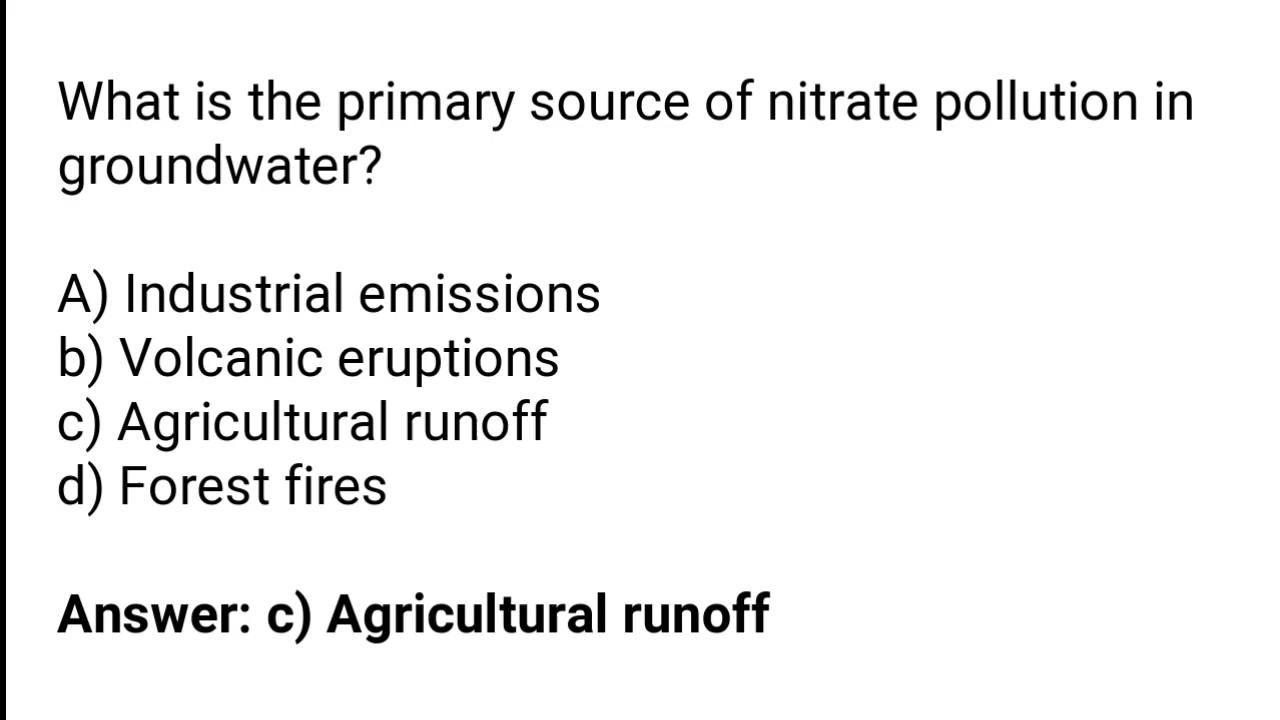 What is the primary source of nitrate pollution in
groundwater?
A) Industrial emissions
b) Volcanic eruptions
c) Agricultural runoff
d) Forest fires
Answer: c) Agricultural runoff